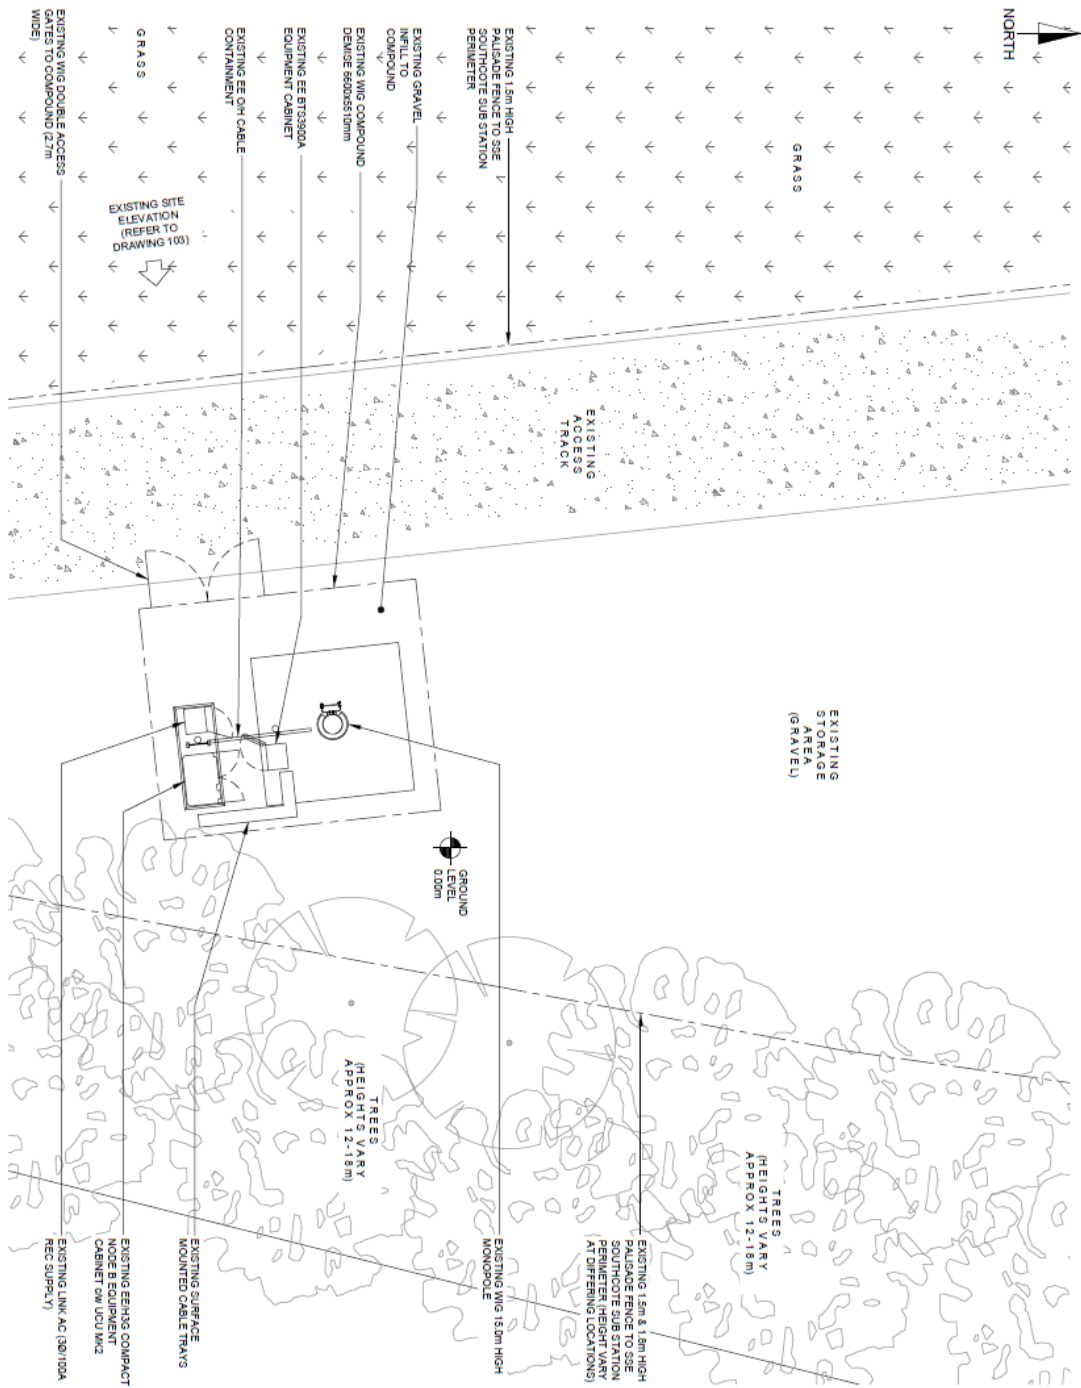 NORTH
EXISTING 1.5m HIGH
PALISADE FENCE TO SSE
SOUTHCOTE SUB STATION
PERIMETER
EXISTING GRAVEL
INFILL TO
COMPOUND
EXISTING WIG COMPOUND
DEMISE 6600x5510mm
EXISTING EE BTS3900A
EQUIPMENT CABINET
EXISTING EE O/H CABLE
CONTAINMENT
GRASS
EXISTING WIG DOUBLE ACCESS
GATES TO COMPOUND (2.7m
WIDE)
GRASS
EXISTING SITE
ELEVATION
(REFER TO
DRAWING 103)
EXISTING
ACCESS
TRACK
EXISTING
STORAGE
AREA
(GRAVEL)
GROUND
LEVEL
0.00m
TREES
(HEIGHTS VARY
APPROX 12-18m)
TREES
(HEIGHTS VARY
APPROX 12-18m)
EXISTING 1.5m & 1.8m HIGH
PALISADE FENCE TO SSE
SOUTHCOTE SUB STATION
PERIMETER (HEIGHT VARY
AT DIFFERING LOCATIONS)
EXISTING WIG 15.0m HIGH
MONOPOLE
EXISTING SURFACE
MOUNTED CABLE TRAYS
EXISTING EE/H3G COMPACT
NODE B EQUIPMENT
CABINET c/w UCU MK2
EXISTING LINK AC (3Ø/100A
REC SUPPLY)